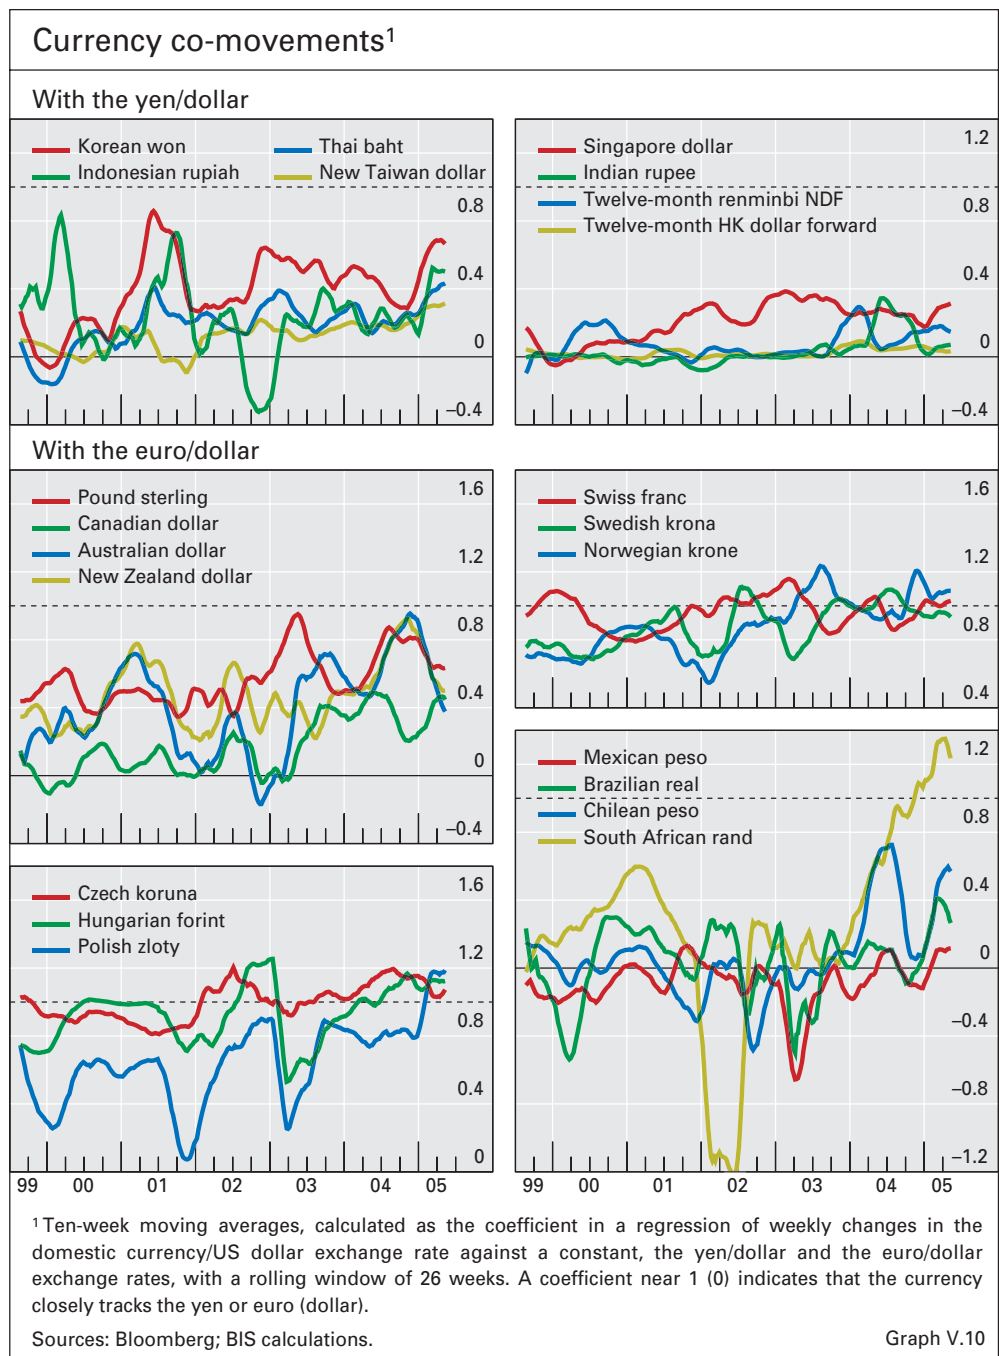 Currency co-movements¹
With the yen/dollar
Korean won
Thai baht
Indonesian rupiah
New Taiwan dollar
Singapore dollar
Indian rupee
Twelve-month renminbi NDF
Twelve-month HK dollar forward
1.2
0.8
0.4
0
–0.4
With the euro/dollar
Pound sterling
Canadian dollar
Australian dollar
New Zealand dollar
1.6
1.2
0.8
0.4
0
–0.4
Swiss franc
Swedish krona
Norwegian krone
1.6
1.2
0.8
0.4
Czech koruna
Hungarian forint
Polish zloty
1.6
1.2
0.8
0.4
0
99 00 01 02 03 04 05
Mexican peso
Brazilian real
Chilean peso
South African rand
1.2
0.8
0.4
0
–0.4
–0.8
–1.2
99 00 01 02 03 04 05
¹ Ten-week moving averages, calculated as the coefficient in a regression of weekly changes in the
domestic currency/US dollar exchange rate against a constant, the yen/dollar and the euro/dollar
exchange rates, with a rolling window of 26 weeks. A coefficient near 1 (0) indicates that the currency
closely tracks the yen or euro (dollar).
Sources: Bloomberg; BIS calculations.
Graph V.10